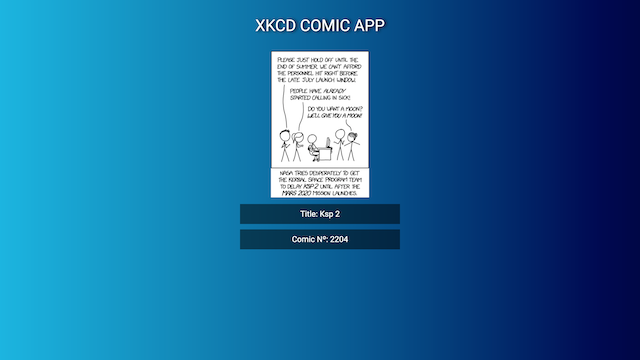 XKCD COMIC APP
PLEASE JUST HOLD OFF UNTIL THE
END OF SUMMER. WE CAN'T AFFORD
THE PERSONNEL HIT RIGHT BEFORE
THE LATE JULY LAUNCH WINDOW.
PEOPLE HAVE ALREADY
STARTED CALLING IN SICK!
DO YOU WANT A MOON?
WE'LL GIVE YOU A MOON!
NASA TRIES DESPERATELY TO GET
THE KERBAL SPACE PROGRAM TEAM
TO DELAY KSP 2 UNTIL AFTER THE
MARS 2020 MISSION LAUNCHES.
Title: Ksp 2
Comic Nº: 2204